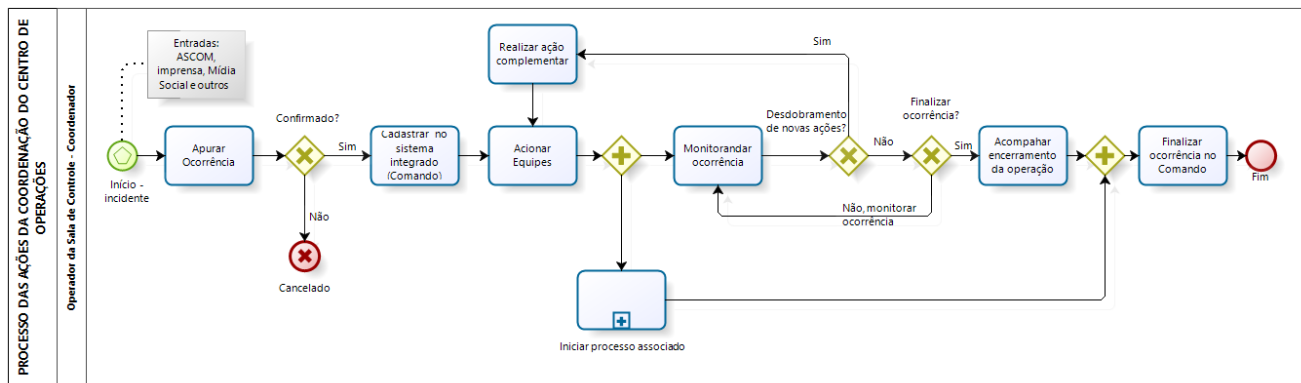 PROCESSO DAS AÇÕES DA COORDENAÇÃO DO CENTRO DE
OPERAÇÕES
Operador da Sala de Controle - Coordenador
Entradas:
ASCOM,
imprensa, Mídia
Social e outros
Início -
incidente
Apurar
Ocorrência
Confirmado?
Sim
Não
Cancelado
Cadastrar no
sistema
integrado
(Comando)
Realizar ação
complementar
Acionar
Equipes
Iniciar processo associado
Monitorandar
ocorrência
Sim
Desdobramento
de novas ações?
Não
Finalizar
ocorrência?
Sim
Não, monitorar
ocorrência
Acompahar
encerramento
da operação
Finalizar
ocorrência no
Comando
Fim